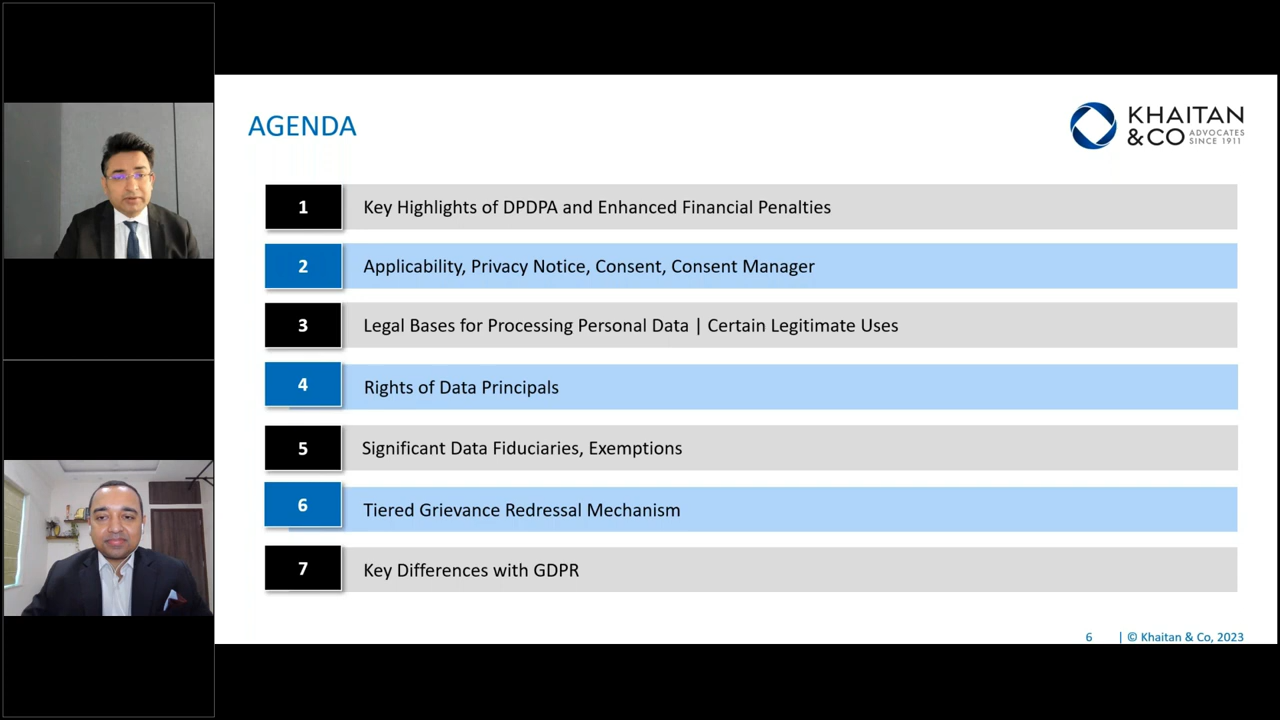 AGENDA
KHAITAN
&CO ADVOCATES
SINCE 1911
1 Key Highlights of DPDPA and Enhanced Financial Penalties
2 Applicability, Privacy Notice, Consent, Consent Manager
3 Legal Bases for Processing Personal Data | Certain Legitimate Uses
4 Rights of Data Principals
5 Significant Data Fiduciaries, Exemptions
6 Tiered Grievance Redressal Mechanism
7 Key Differences with GDPR
6 | © Khaitan & Co, 2023